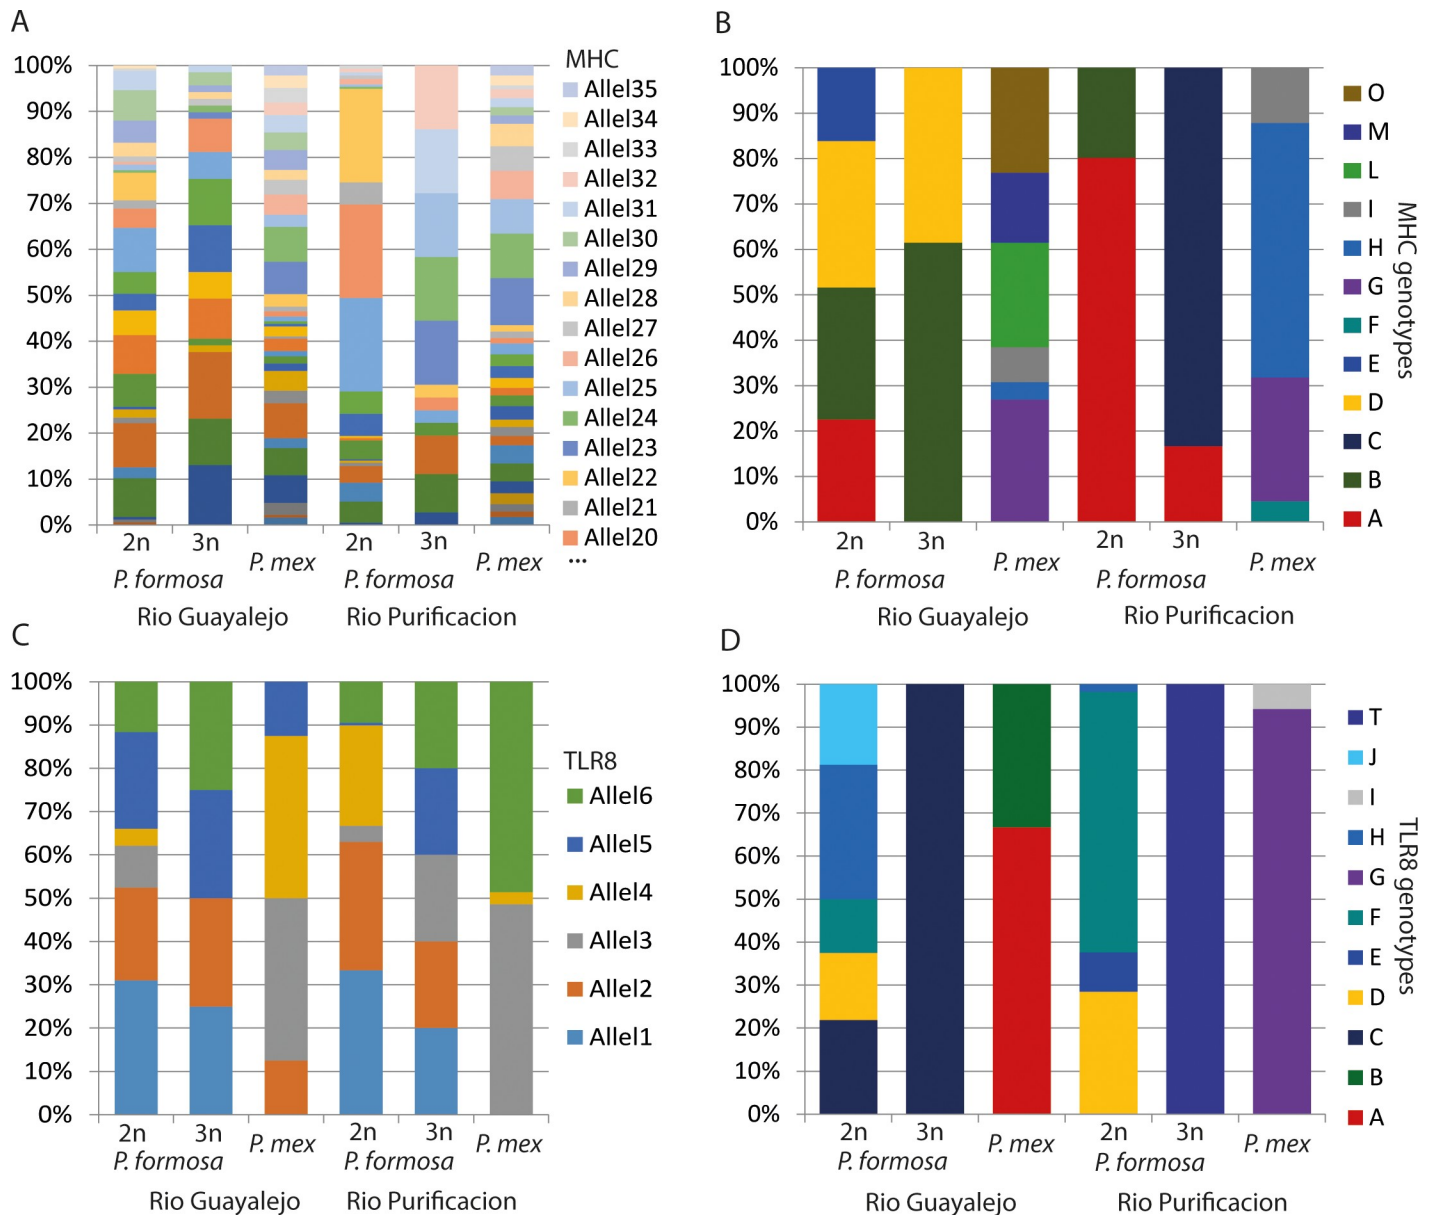 A
MHC
100%
90%
80%
70%
60%
50%
40%
30%
20%
10%
0%
Allel35
Allel34
Allel33
Allel32
Allel31
Allel30
Allel29
Allel28
Allel27
Allel26
Allel25
Allel24
Allel23
Allel22
Allel21
Allel20
...
2n 3n P. mex 2n 3n P. mex
P. formosa P. formosa
Rio Guayalejo Rio Purificacion
B
100%
90%
80%
70%
60%
50%
40%
30%
20%
10%
0%
O
M
L
I
H
G
F
E
D
C
B
A
MHC genotypes
2n 3n P. mex 2n 3n P. mex
P. formosa P. formosa
Rio Guayalejo Rio Purificacion
C
100%
90%
80%
70%
60%
50%
40%
30%
20%
10%
0%
TLR8
Allel6
Allel5
Allel4
Allel3
Allel2
Allel1
2n 3n P. mex 2n 3n P. mex
P. formosa P. formosa
Rio Guayalejo Rio Purificacion
D
100%
90%
80%
70%
60%
50%
40%
30%
20%
10%
0%
T
J
I
H
G
F
E
D
C
B
A
TLR8 genotypes
2n 3n P. mex 2n 3n P. mex
P. formosa P. formosa
Rio Guayalejo Rio Purificacion